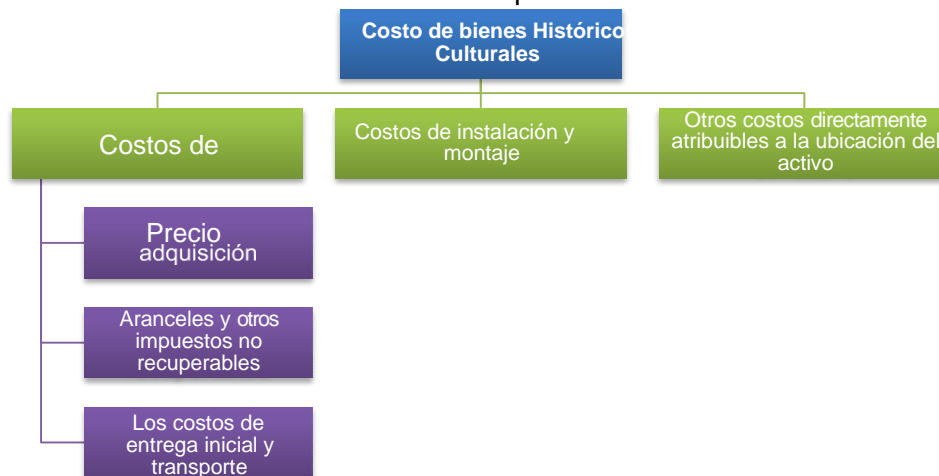 Costo de bienes Histórico
Culturales
Costos de
Costos de instalación y
montaje
Otros costos directamente
atribuibles a la ubicación del
activo
Precio
adquisición
Aranceles y otros
impuestos no
recuperables
Los costos de
entrega inicial y
transporte